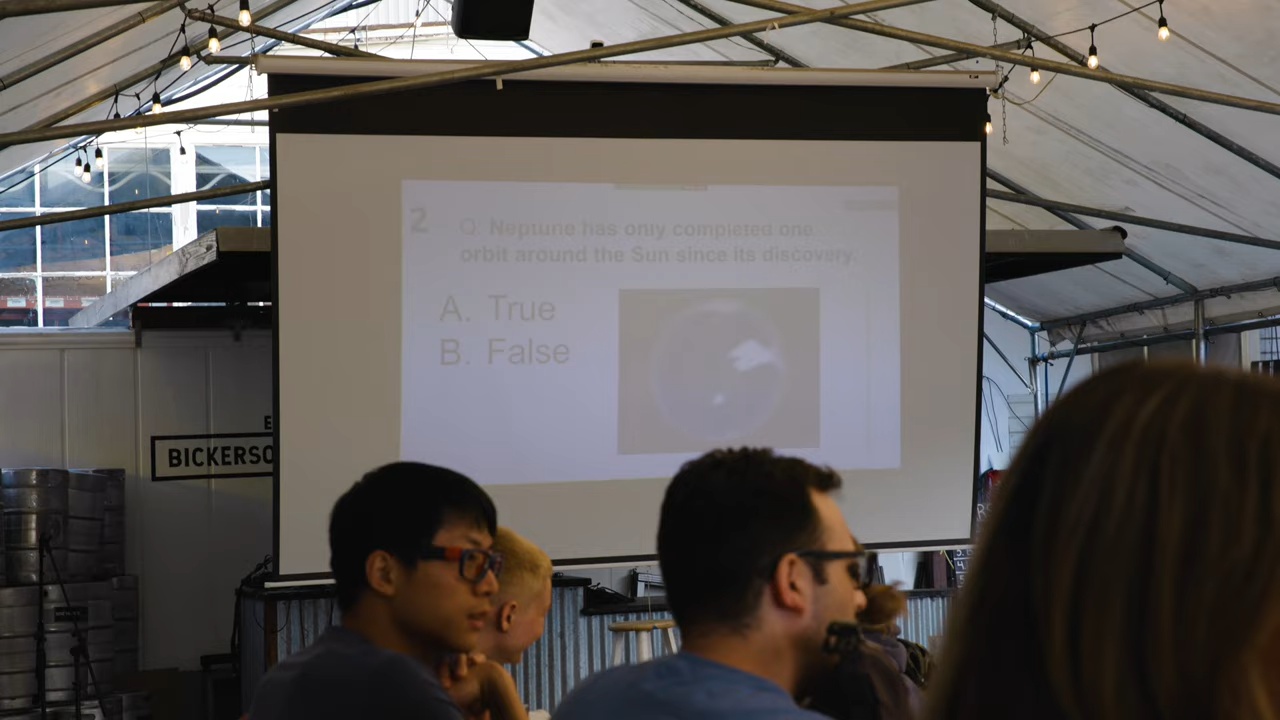 2
Q. Neptune has only completed one
orbit around the Sun since its discovery.
A. True
B. False
E
BICKERSO